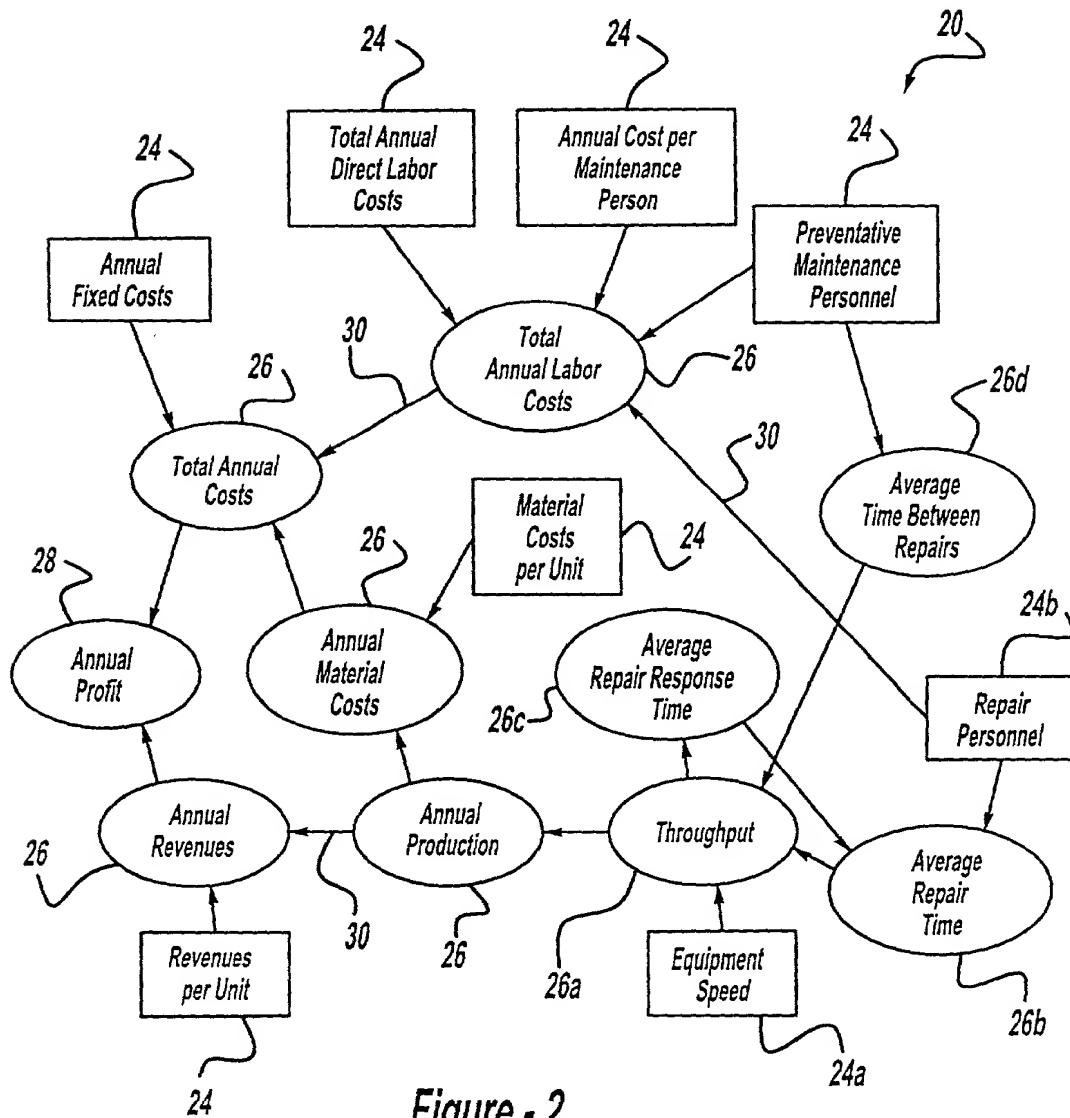 24
24
20
24
24
Total Annual
Direct Labor
Costs
Annual Cost per
Maintenance
Person
Preventative
Maintenance
Personnel
Annual
Fixed Costs
30
Total
Annual Labor
Costs
26
26
26d
30
Total Annual
Costs
Average
Time Between
Repairs
Material
Costs
per Unit
24
26
28
24b
Annual
Profit
Annual
Material
Costs
Average
Repair Response
Time
26c
Repair
Personnel
Annual
Revenues
Annual
Production
Throughput
Average
Repair
Time
26
30
26
26a
26b
Revenues
per Unit
Equipment
Speed
24a
24
Figure - 2